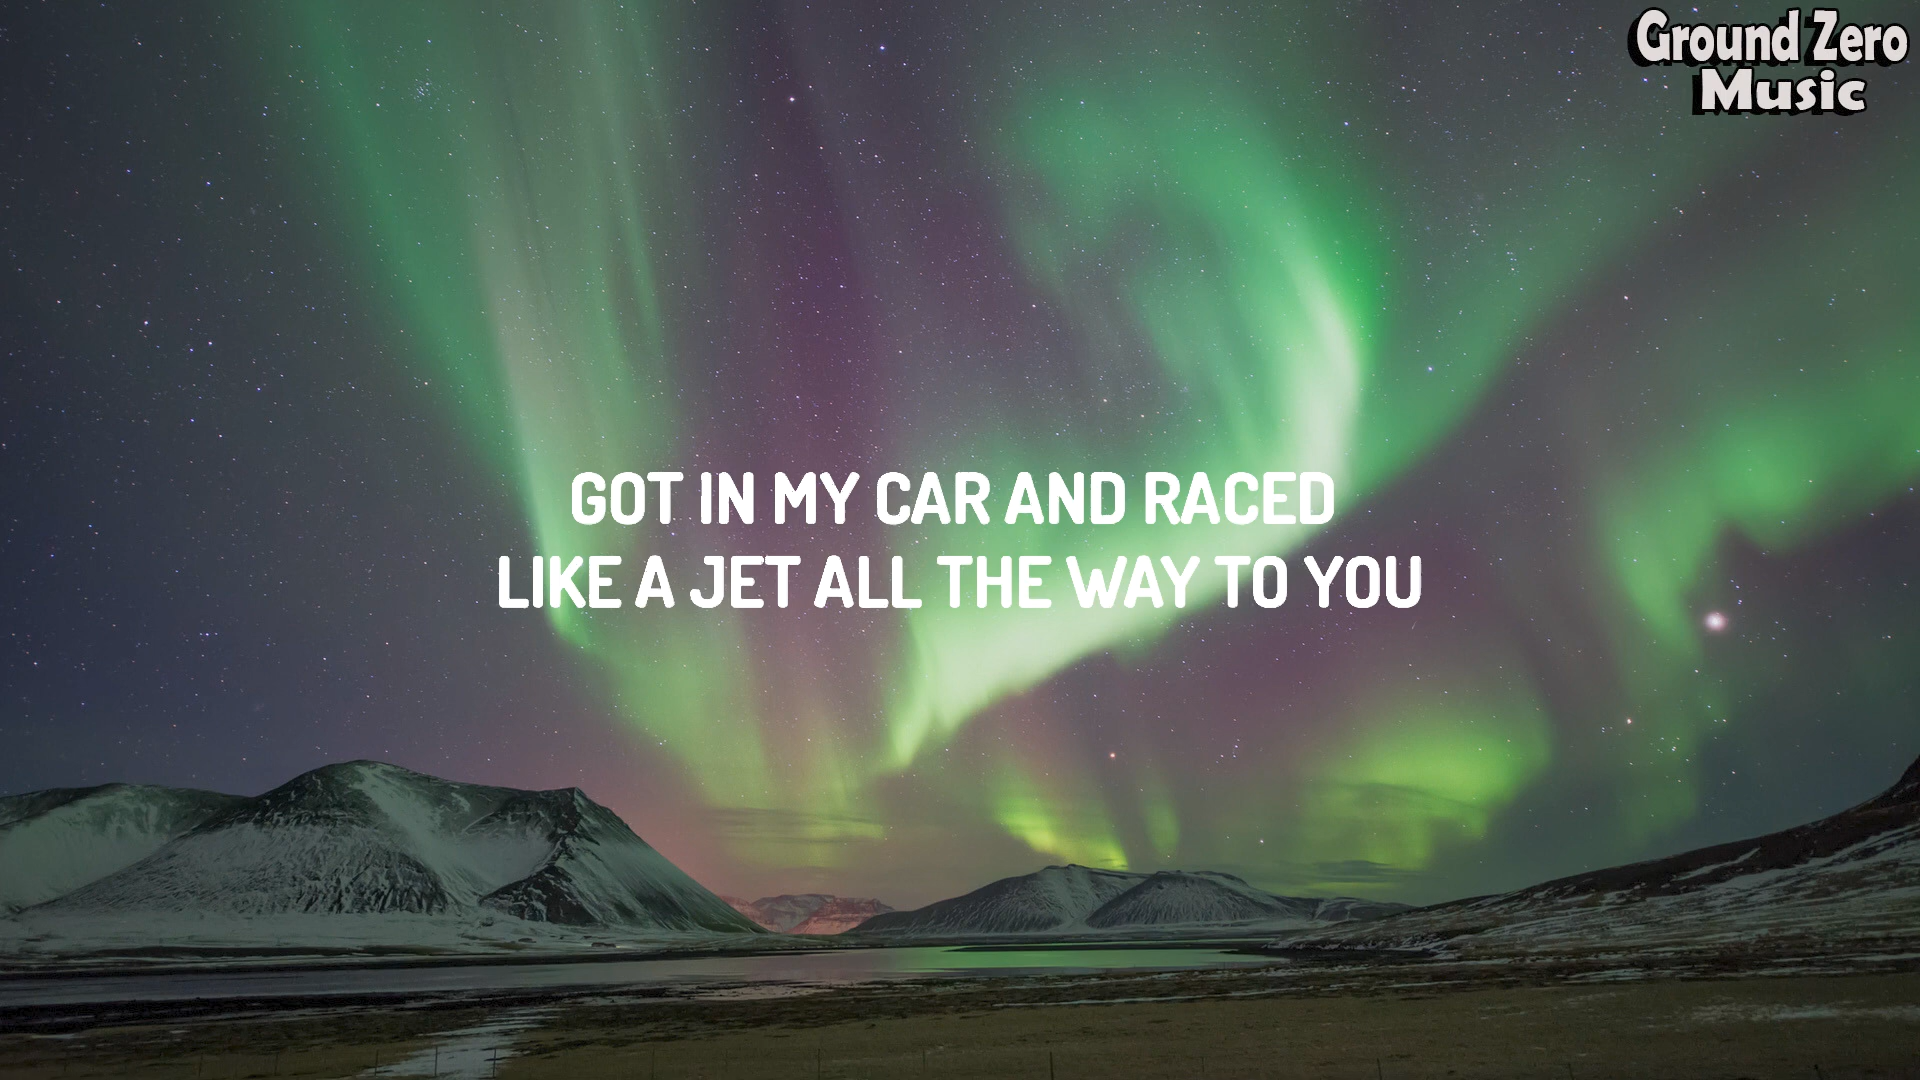 Ground Zero
Music
GOT IN MY CAR AND RACED
LIKE A JET ALL THE WAY TO YOU